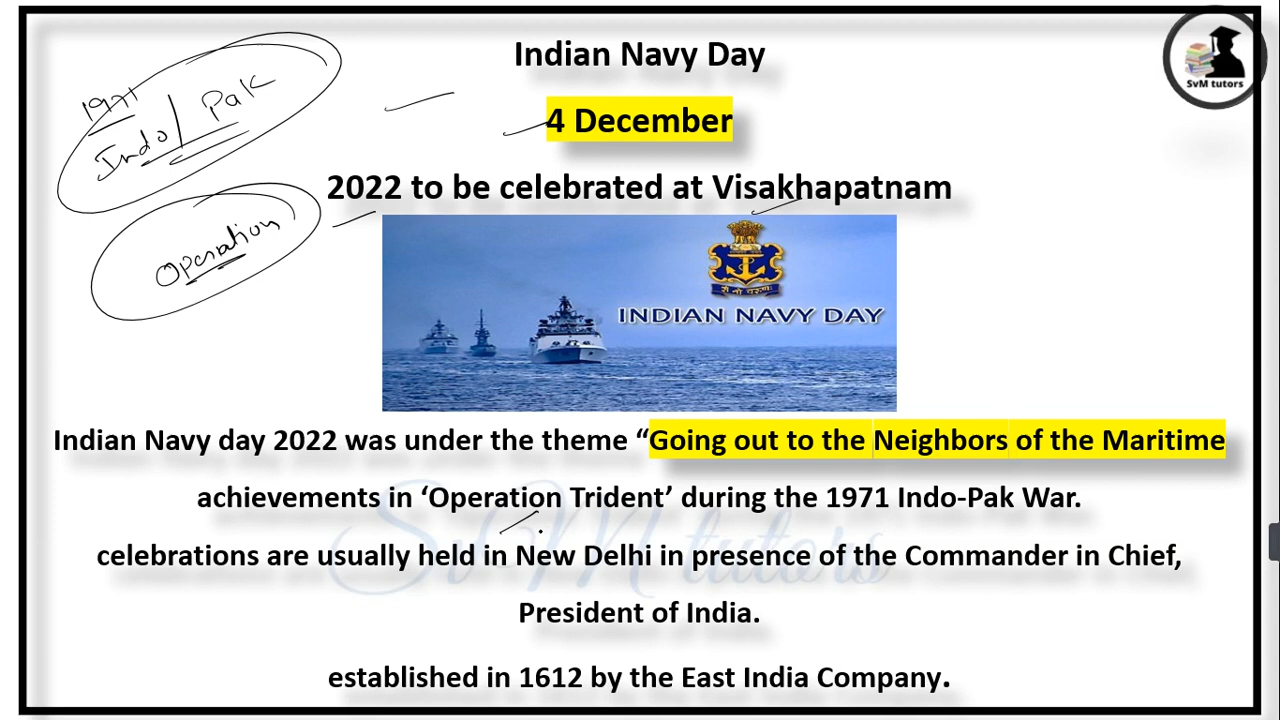 Indian Navy Day
SvM tutors
1971
Indo/Pak
4 December
2022 to be celebrated at Visakhapatnam
Operation
INDIAN NAVY DAY
Indian Navy day 2022 was under the theme “Going out to the Neighbors of the Maritime
achievements in ‘Operation Trident’ during the 1971 Indo-Pak War.
celebrations are usually held in New Delhi in presence of the Commander in Chief,
President of India.
established in 1612 by the East India Company.
SvM tutors